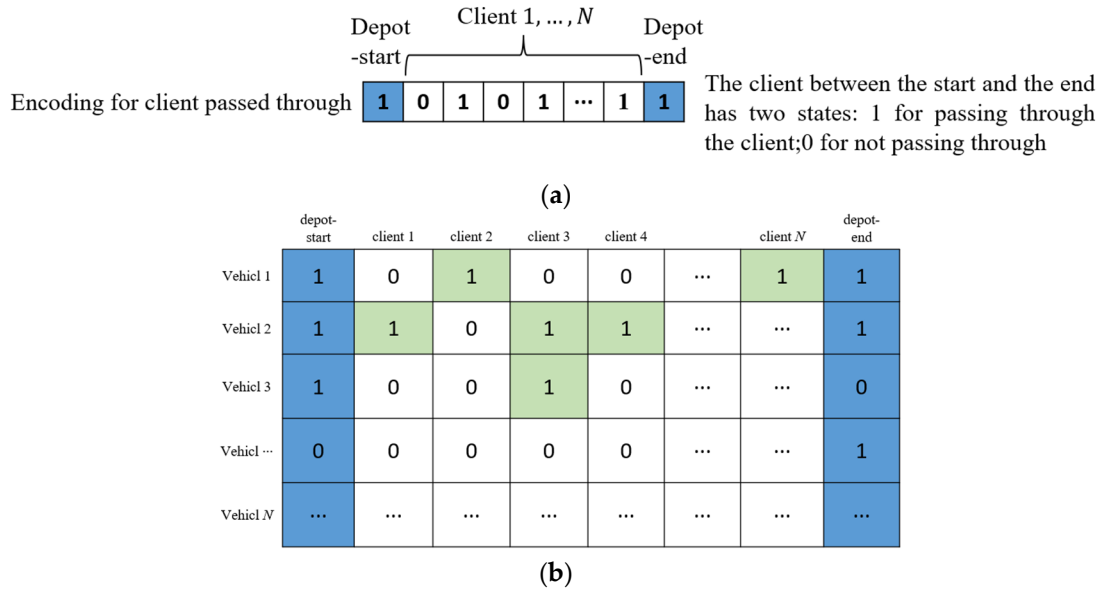 Client 1, ..., N
Depot
-start
Depot
-end
Encoding for client passed through
1 0 1 0 1 ··· 1 1
The client between the start and the end
has two states: 1 for passing through
the client;0 for not passing through
(a)
depot-
start
client 1 client 2 client 3 client 4 client N
depot-
end
Vehicl 1 1 0 1 0 0 ··· 1 1
Vehicl 2 1 1 0 1 1 ··· ··· 1
Vehicl 3 1 0 0 1 0 ··· ··· 0
Vehicl ··· 0 0 0 0 0 ··· ··· 1
Vehicl N ··· ··· ··· ··· ··· ··· ··· ···
(b)